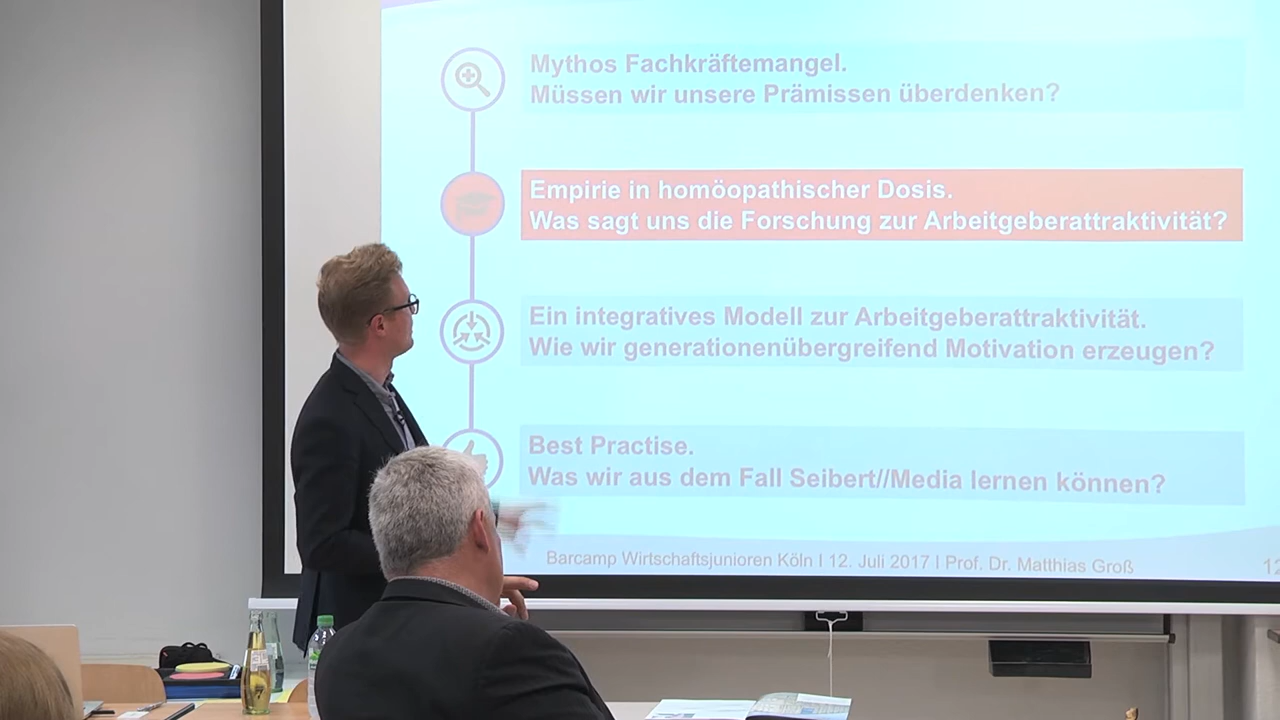 Mythos Fachkräftemangel.
Müssen wir unsere Prämissen überdenken?
Empirie in homöopathischer Dosis.
Was sagt uns die Forschung zur Arbeitgeberattraktivität?
Ein integratives Modell zur Arbeitgeberattraktivität.
Wie wir generationenübergreifend Motivation erzeugen?
Best Practise.
Was wir aus dem Fall Seibert//Media lernen können?
Barcamp Wirtschaftsjunioren Köln I 12. Juli 2017 I Prof. Dr. Matthias Groß